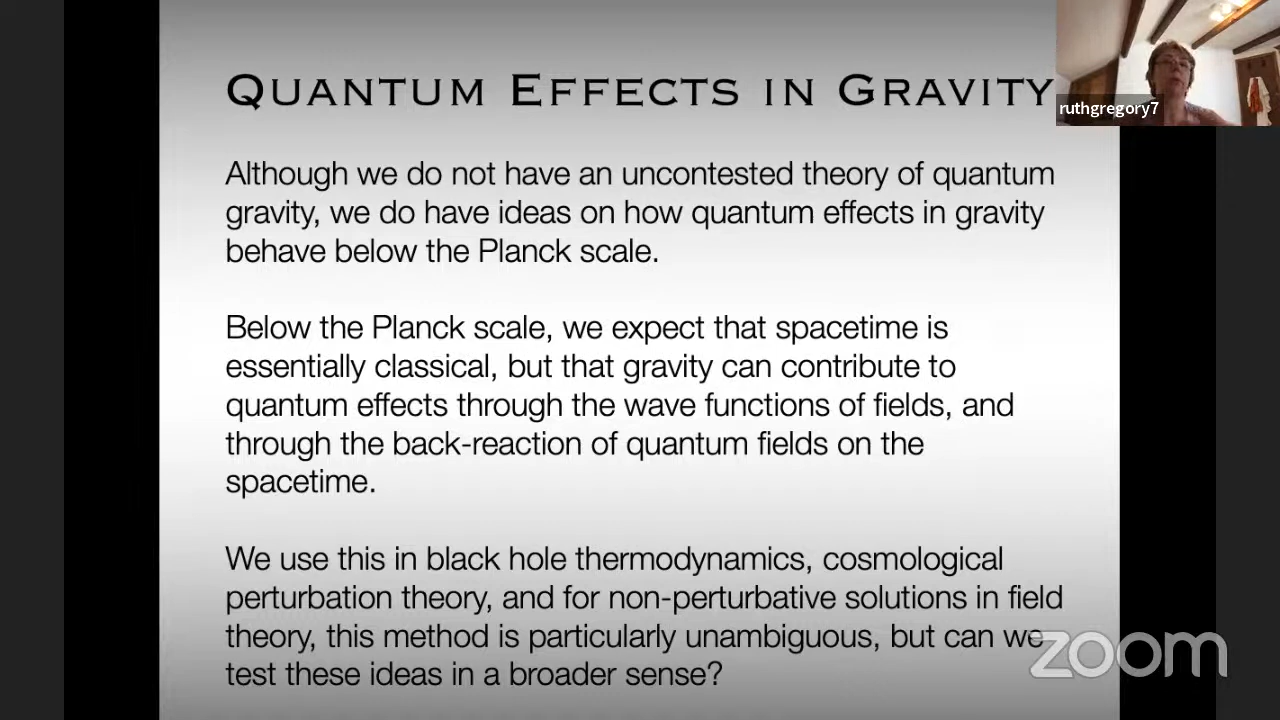 QUANTUM EFFECTS IN GRAVITY
ruthgregory7
Although we do not have an uncontested theory of quantum
gravity, we do have ideas on how quantum effects in gravity
behave below the Planck scale.
Below the Planck scale, we expect that spacetime is
essentially classical, but that gravity can contribute to
quantum effects through the wave functions of fields, and
through the back-reaction of quantum fields on the
spacetime.
We use this in black hole thermodynamics, cosmological
perturbation theory, and for non-perturbative solutions in field
theory, this method is particularly unambiguous, but can we
test these ideas in a broader sense?
zoom